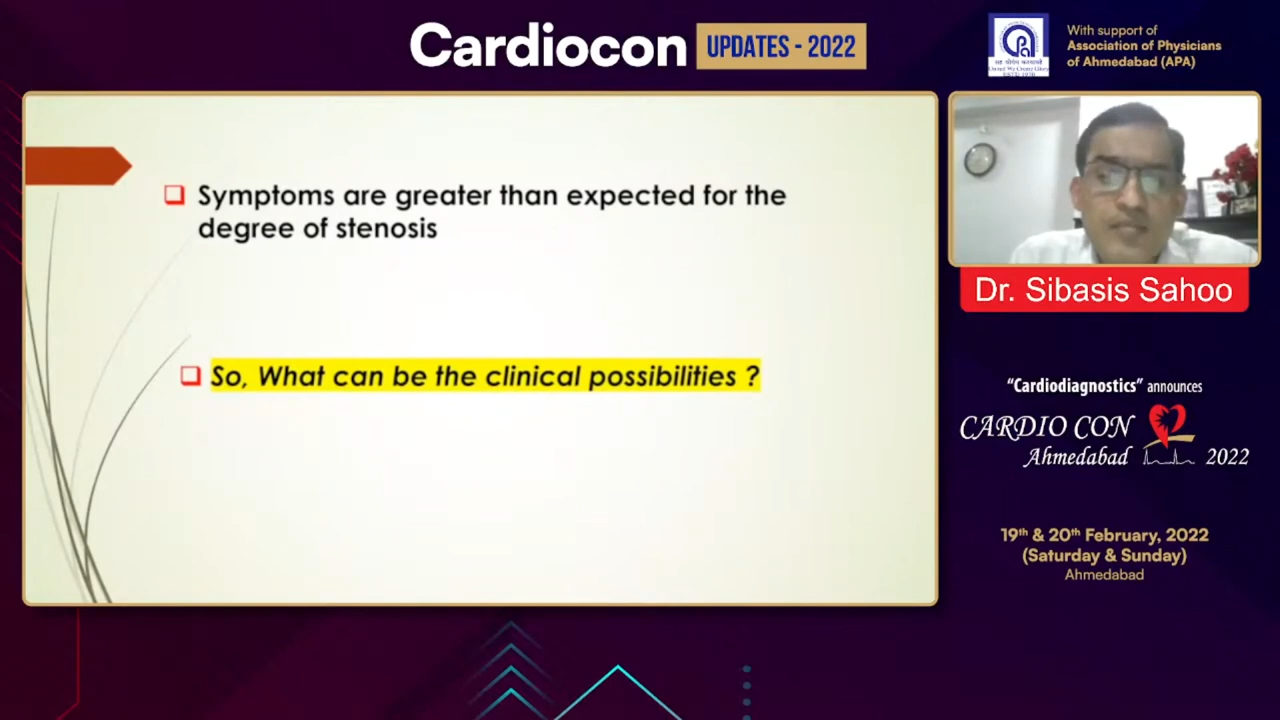 Cardiocon UPDATES - 2022
With support of
Association of Physicians
of Ahmedabad (APA)
Symptoms are greater than expected for the
degree of stenosis
So, What can be the clinical possibilities ?
Dr. Sibasis Sahoo
“Cardiodiagnostics” announces
CARDIO CON
Ahmedabad 2022
19th & 20th February, 2022
(Saturday & Sunday)
Ahmedabad